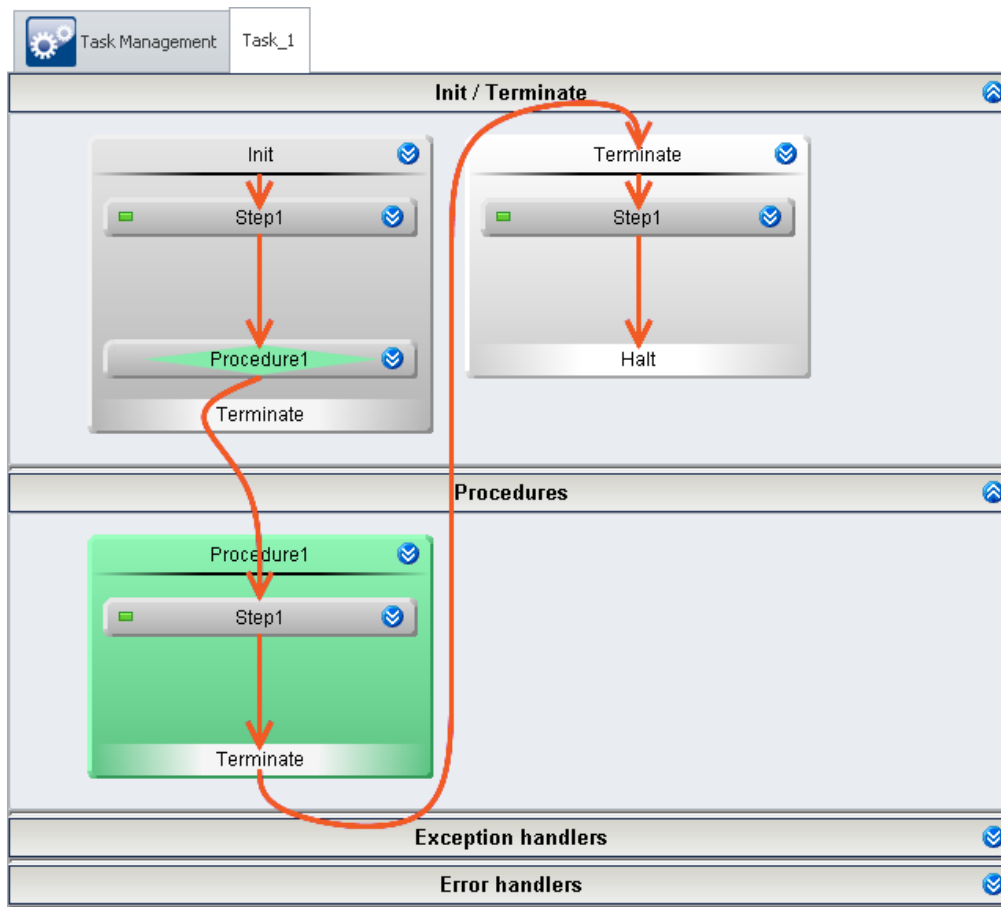 Task Management
Task_1
Init / Terminate
Init
Step1
Procedure1
Terminate
Terminate
Step1
Halt
Procedures
Procedure1
Step1
Terminate
Exception handlers
Error handlers